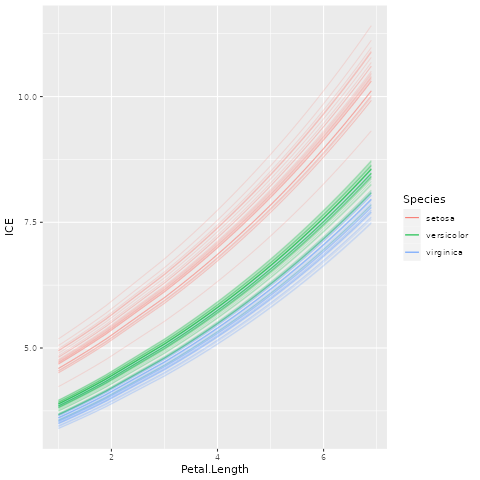 ICE
10.0
7.5
5.0
2
4
6
Petal.Length
Species
setosa
versicolor
virginica